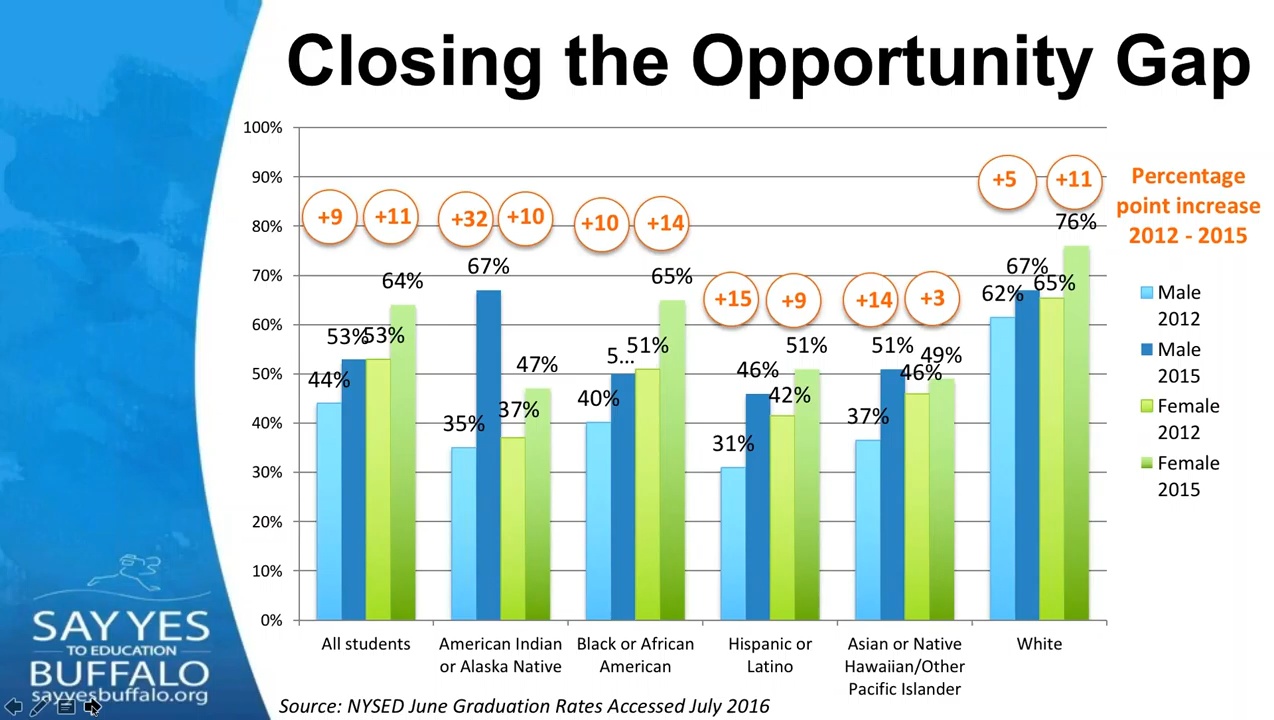 Closing the Opportunity Gap
100%
90%
80%
70%
60%
50%
40%
30%
20%
10%
0%
+9
+11
+32
+10
+10
+14
+15
+9
+14
+3
+5
+11
44%
53%
53%
64%
35%
67%
37%
47%
40%
5...
51%
65%
31%
46%
42%
51%
37%
51%
46%
49%
62%
67%
65%
76%
Percentage
point increase
2012 - 2015
Male
2012
Male
2015
Female
2012
Female
2015
All students
American Indian
or Alaska Native
Black or African
American
Hispanic or
Latino
Asian or Native
Hawaiian/Other
Pacific Islander
White
SAY YES
TO EDUCATION
BUFFALO
sayyesbuffalo.org
Source: NYSED June Graduation Rates Accessed July 2016